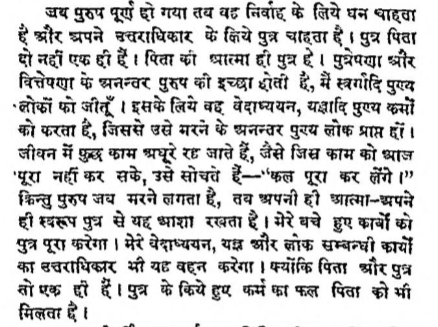 जब पुरुष पूर्ण हो गया तब वह निर्वाह के लिये धन चाहता
है और अपने उत्तराधिकार के लिये पुत्र चाहता है । पुत्र पिता
दो नहीं एक ही हैं । पिता की आत्मा ही पुत्र है । पुत्रेषणा और
वित्तेषणा के अनन्तर पुरुष की इच्छा होती है, मैं स्वर्गादि पुण्य
लोकों को जीतूँ । इसके लिये वह वेदाध्ययन, यज्ञादि पुण्य कर्मों
को करता है, जिससे उसे मरने के अनन्तर पुण्य लोक प्राप्त हों ।
जीवन में कुछ काम अधूरे रह जाते हैं, जैसे जिस काम को आज
पूरा नहीं कर सके, उसे सोचते हैं—“कल पूरा कर लेंगे ।”
किन्तु पुरुष जब मरने लगता है, तब अपनी ही आत्मा–अपने
ही स्वरूप पुत्र से यह आशा रखता है । मेरे बचे हुए कार्यों को
पुत्र पूरा करेगा । मेरे वेदाध्ययन, यज्ञ और लोक सम्बन्धी कार्यों
का उत्तराधिकार भी यह वहन करेगा । क्योंकि पिता और पुत्र
तो एक ही हैं । पुत्र के किये हुए कर्म का फल पिता को भी
मिलता है ।